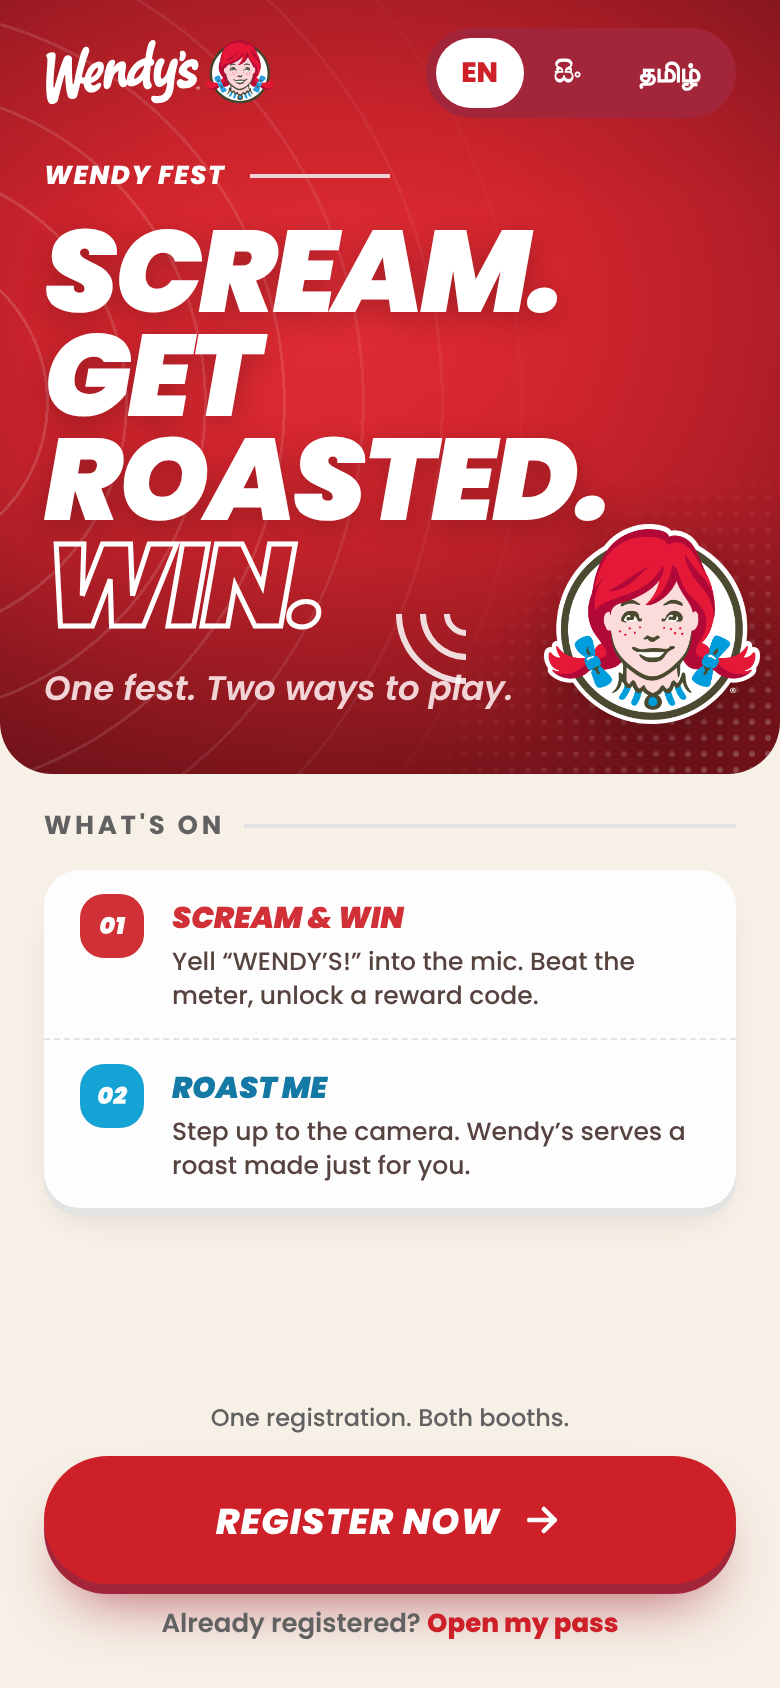 Wendy's
EN
සිං
தமிழ்
WENDY FEST
SCREAM.
GET
ROASTED.
WIN.
One fest. Two ways to play.
WHAT'S ON
01
SCREAM & WIN
Yell “WENDY’S!” into the mic. Beat the
meter, unlock a reward code.
02
ROAST ME
Step up to the camera. Wendy’s serves a
roast made just for you.
One registration. Both booths.
REGISTER NOW →
Already registered? Open my pass